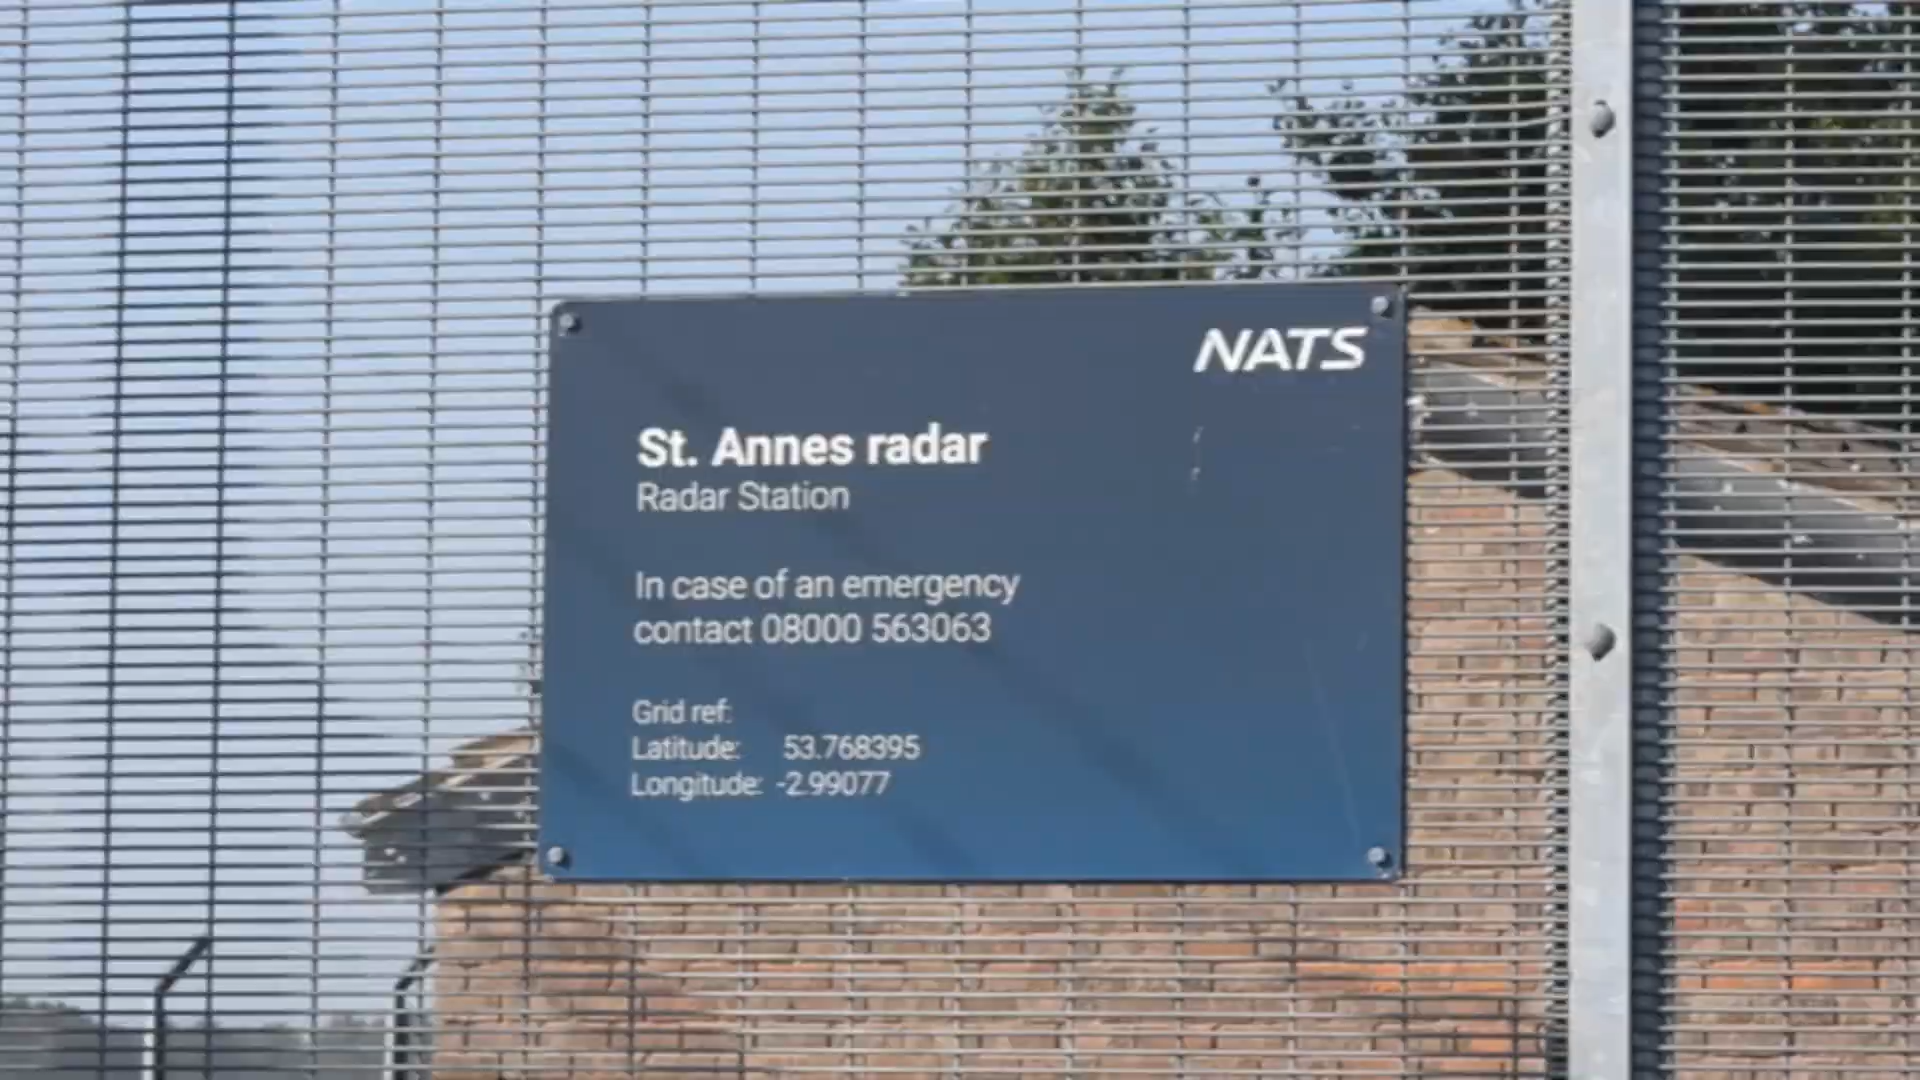 NATS
St. Annes radar
Radar Station
In case of an emergency
contact 08000 563063
Grid ref:
Latitude: 53.768395
Longitude: -2.99077